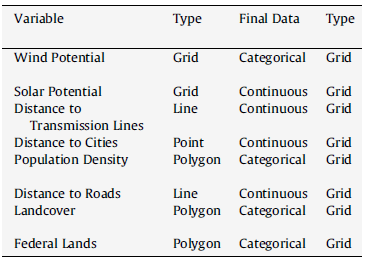 Variable Type Final Data Type
Wind Potential Grid Categorical Grid
Solar Potential Grid Continuous Grid
Distance to Line Continuous Grid
Transmission Lines
Distance to Cities Point Continuous Grid
Population Density Polygon Categorical Grid
Distance to Roads Line Continuous Grid
Landcover Polygon Categorical Grid
Federal Lands Polygon Categorical Grid